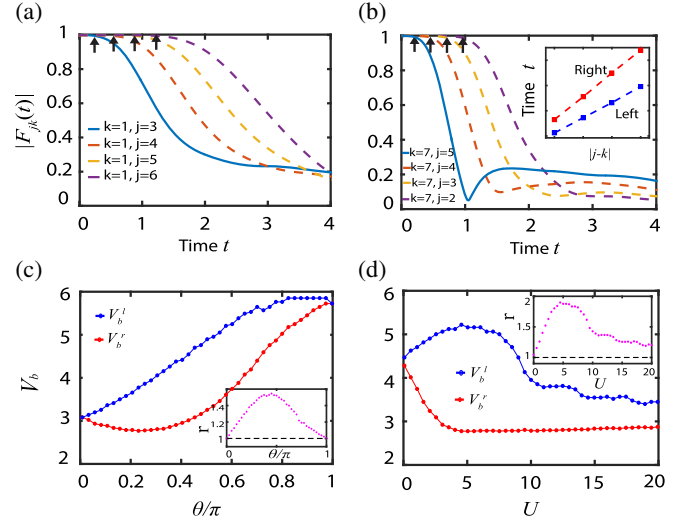 (a)
(b)
|F_jk(t)|
1
0.8
0.6
0.4
0.2
0
k=1, j=3
k=1, j=4
k=1, j=5
k=1, j=6
0 1 2 3 4
Time t
1
0.8
0.6
0.4
0.2
0
k=7, j=5
k=7, j=4
k=7, j=3
k=7, j=2
Time t
Right
Left
|j-k|
0 1 2 3 4
Time t
(c)
(d)
V_b
6
5
4
3
2
V_b^l
V_b^r
r
1.4
1
0 1
θ/π
0 0.2 0.4 0.6 0.8 1
θ/π
6
5
4
3
2
V_b^l
V_b^r
r
2
1.5
1
0 5 10 15 20
U
0 5 10 15 20
U